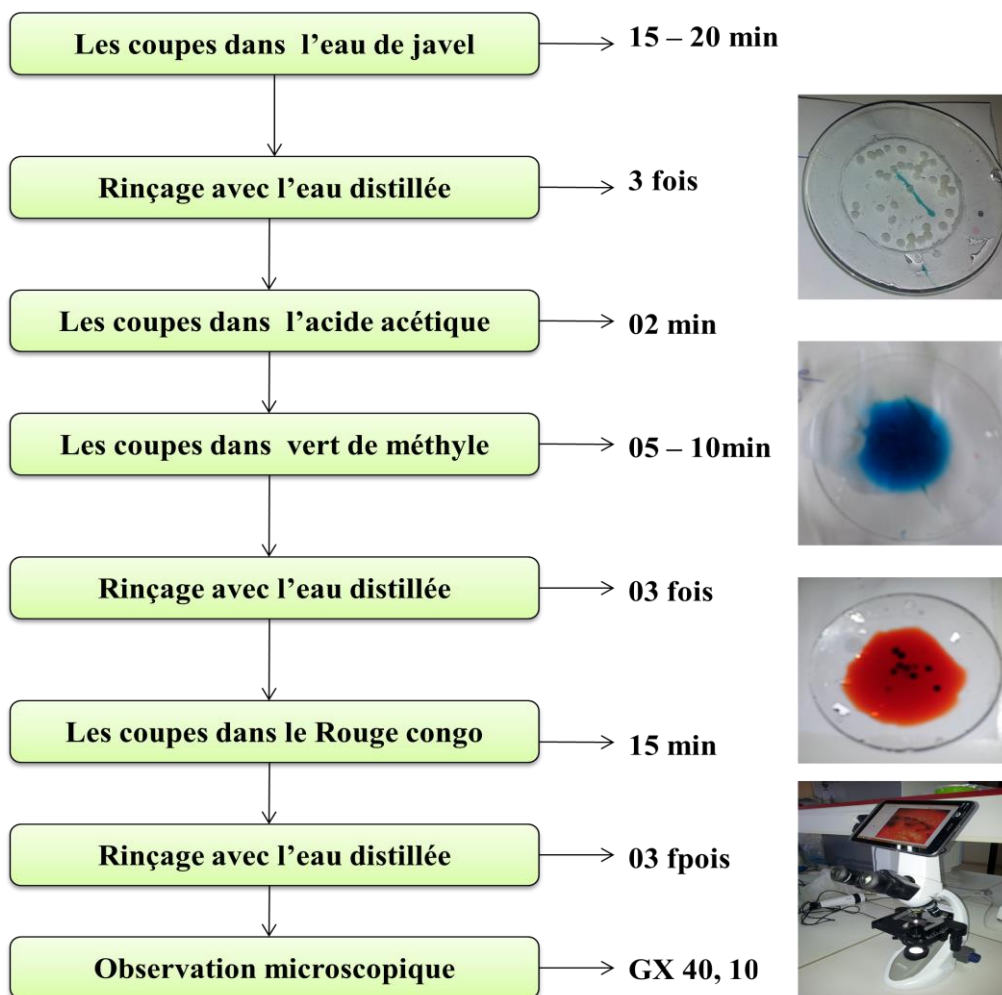 Les coupes dans l'eau de javel
15 – 20 min
Rinçage avec l'eau distillée
3 fois
Les coupes dans l'acide acétique
02 min
Les coupes dans vert de méthyle
05 – 10min
Rinçage avec l'eau distillée
03 fois
Les coupe dans le Rouge congo
15 min
Rinçage avec l'eau distillée
03 fpois
Observation microscopique
GX 40, 10